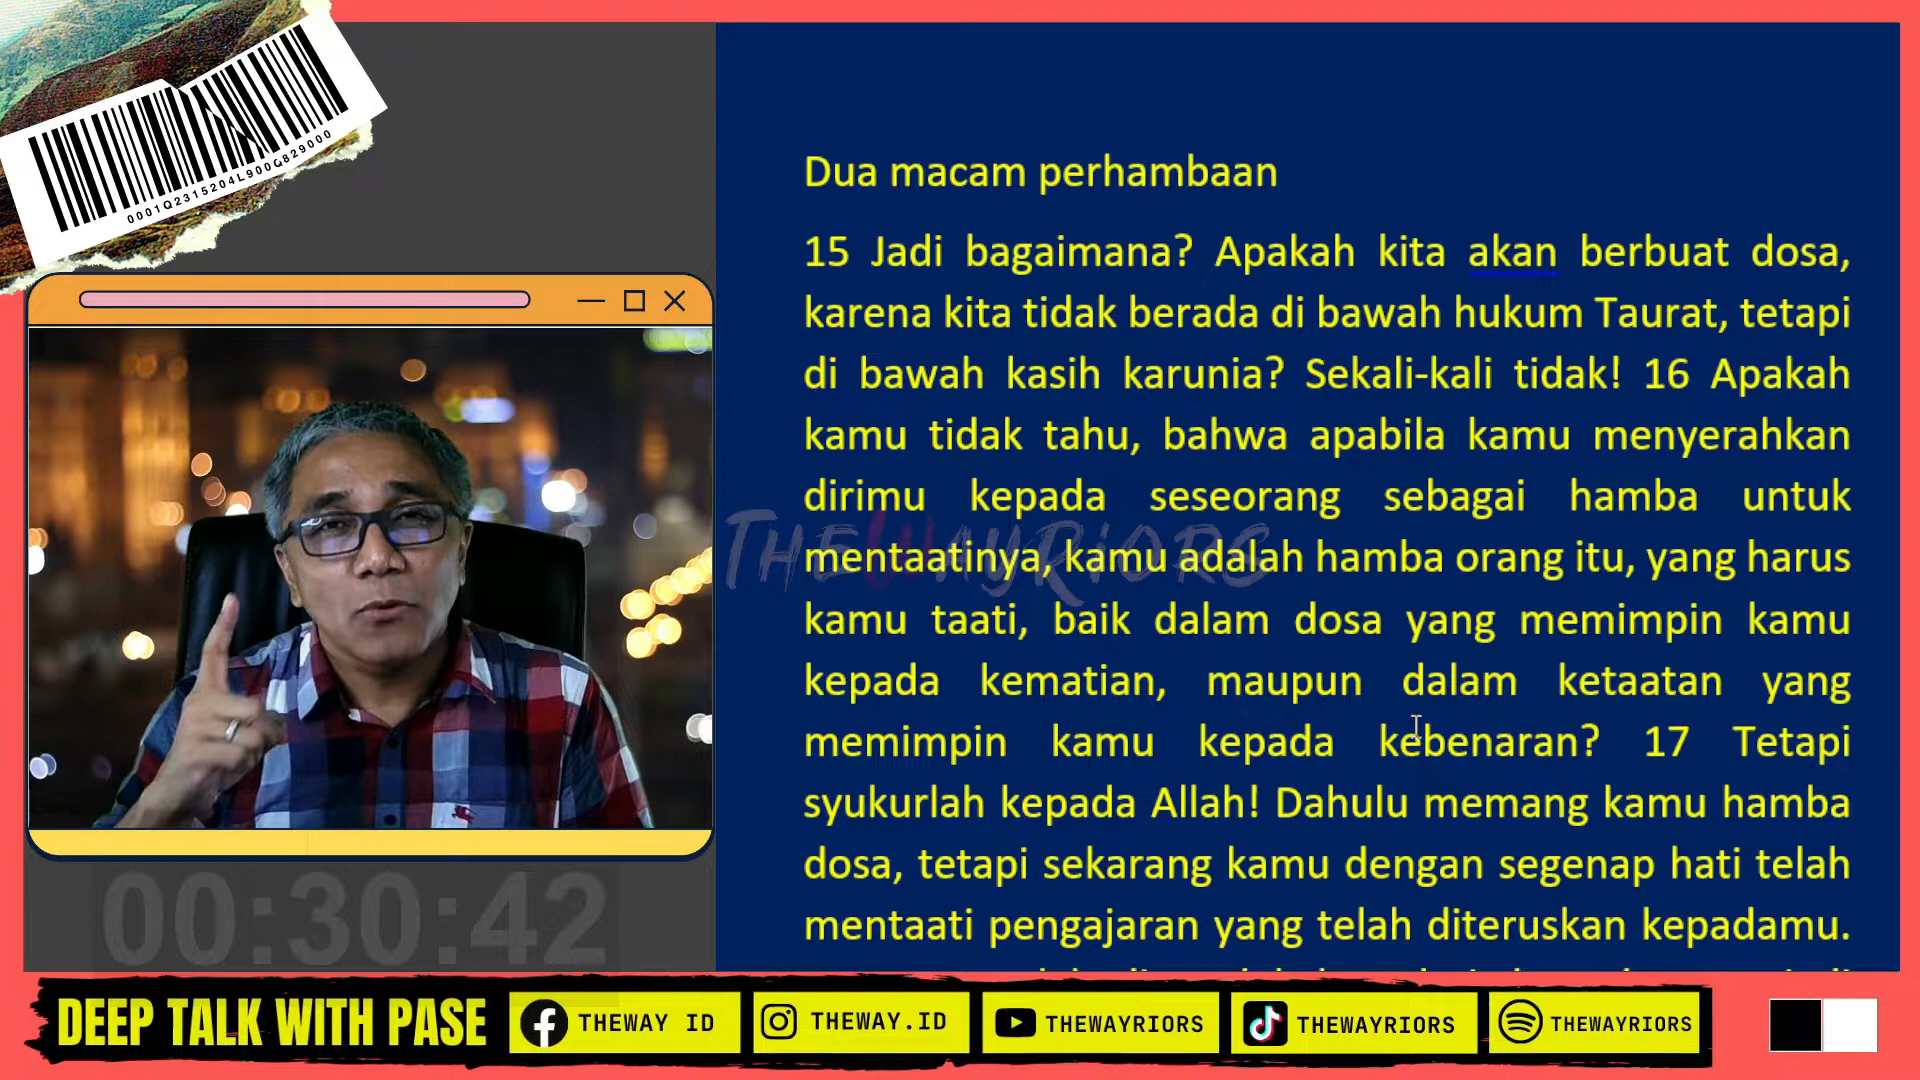 0001Q2315204L900Q829000
Dua macam perhambaan
15 Jadi bagaimana? Apakah kita akan berbuat dosa,
karena kita tidak berada di bawah hukum Taurat, tetapi
di bawah kasih karunia? Sekali-kali tidak! 16 Apakah
kamu tidak tahu, bahwa apabila kamu menyerahkan
dirimu kepada seseorang sebagai hamba untuk
mentaatinya, kamu adalah hamba orang itu, yang harus
kamu taati, baik dalam dosa yang memimpin kamu
kepada kematian, maupun dalam ketaatan yang
memimpin kamu kepada kebenaran? 17 Tetapi
syukurlah kepada Allah! Dahulu memang kamu hamba
dosa, tetapi sekarang kamu dengan segenap hati telah
mentaati pengajaran yang telah diteruskan kepadamu.
THEWAYRIORS
00:30:42
DEEP TALK WITH PASE
THEWAY ID
THEWAY.ID
THEWAYRIORS
THEWAYRIORS
THEWAYRIORS